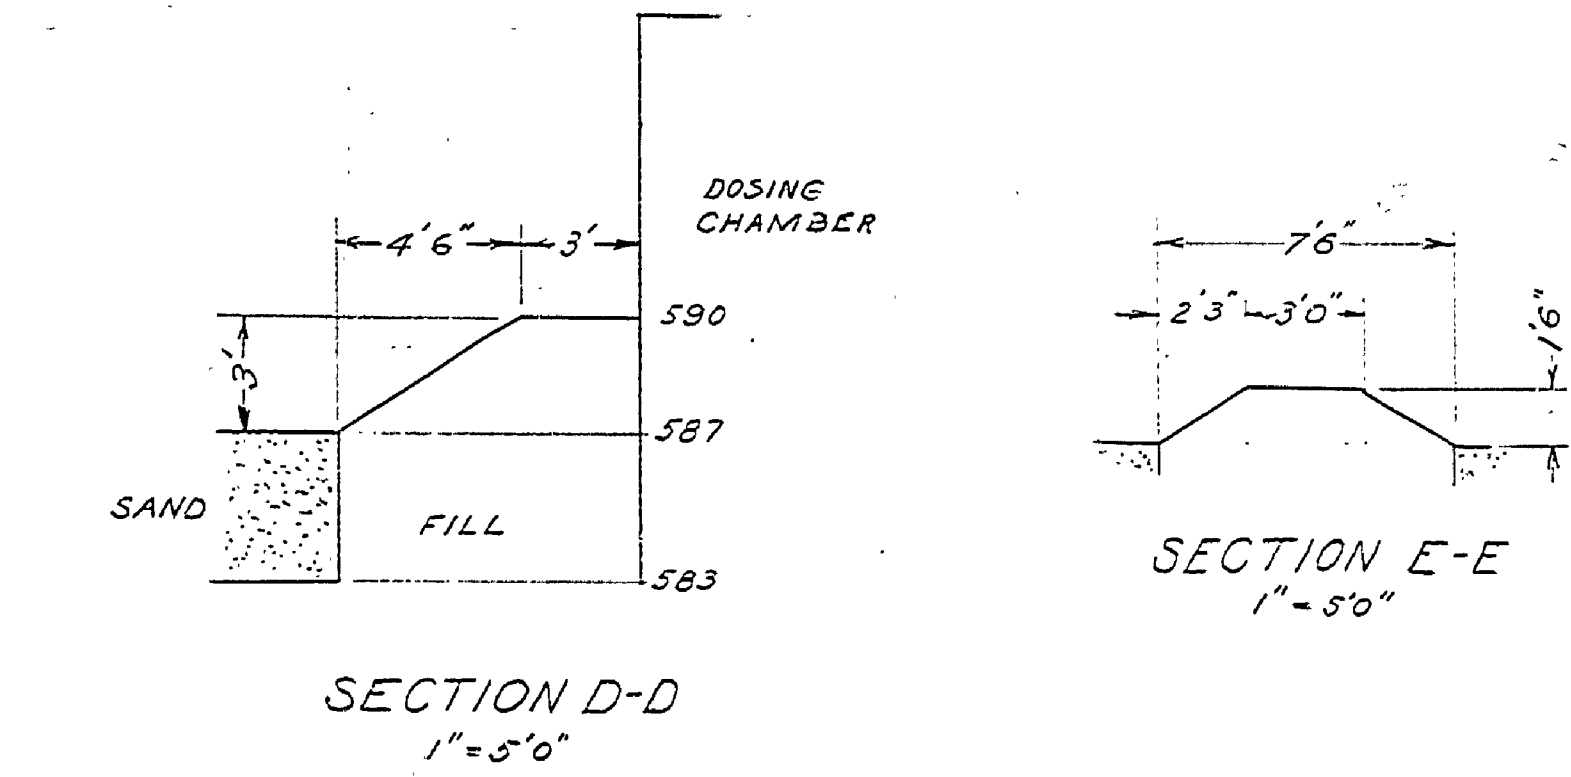 DOSING
CHAMBER
4'6"
3'
590
3'
587
SAND
FILL
583
SECTION D-D
1" = 5'0"
7'6"
2'3"
3'0"
1'6"
SECTION E-E
1" = 5'0"